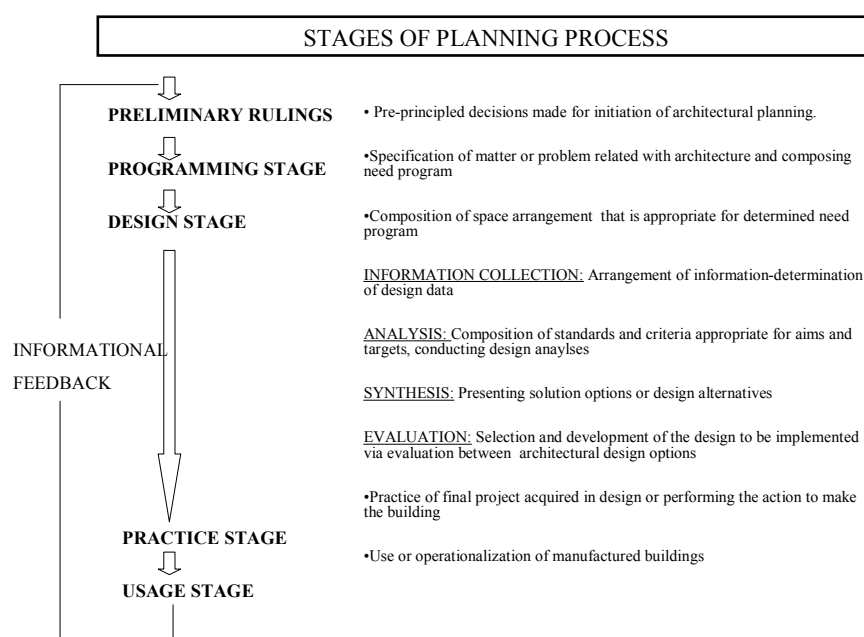 STAGES OF PLANNING PROCESS
PRELIMINARY RULINGS
• Pre-principled decisions made for initiation of architectural planning.
PROGRAMMING STAGE
•Specification of matter or problem related with architecture and composing
need program
DESIGN STAGE
•Composition of space arrangement that is appropriate for determined need
program
INFORMATION COLLECTION: Arrangement of information-determination
of design data
ANALYSIS: Composition of standards and criteria appropriate for aims and
targets, conducting design anaylses
INFORMATIONAL
FEEDBACK
SYNTHESIS: Presenting solution options or design alternatives
EVALUATION: Selection and development of the design to be implemented
via evaluation between architectural design options
•Practice of final project acquired in design or performing the action to make
the building
PRACTICE STAGE
•Use or operationalization of manufactured buildings
USAGE STAGE